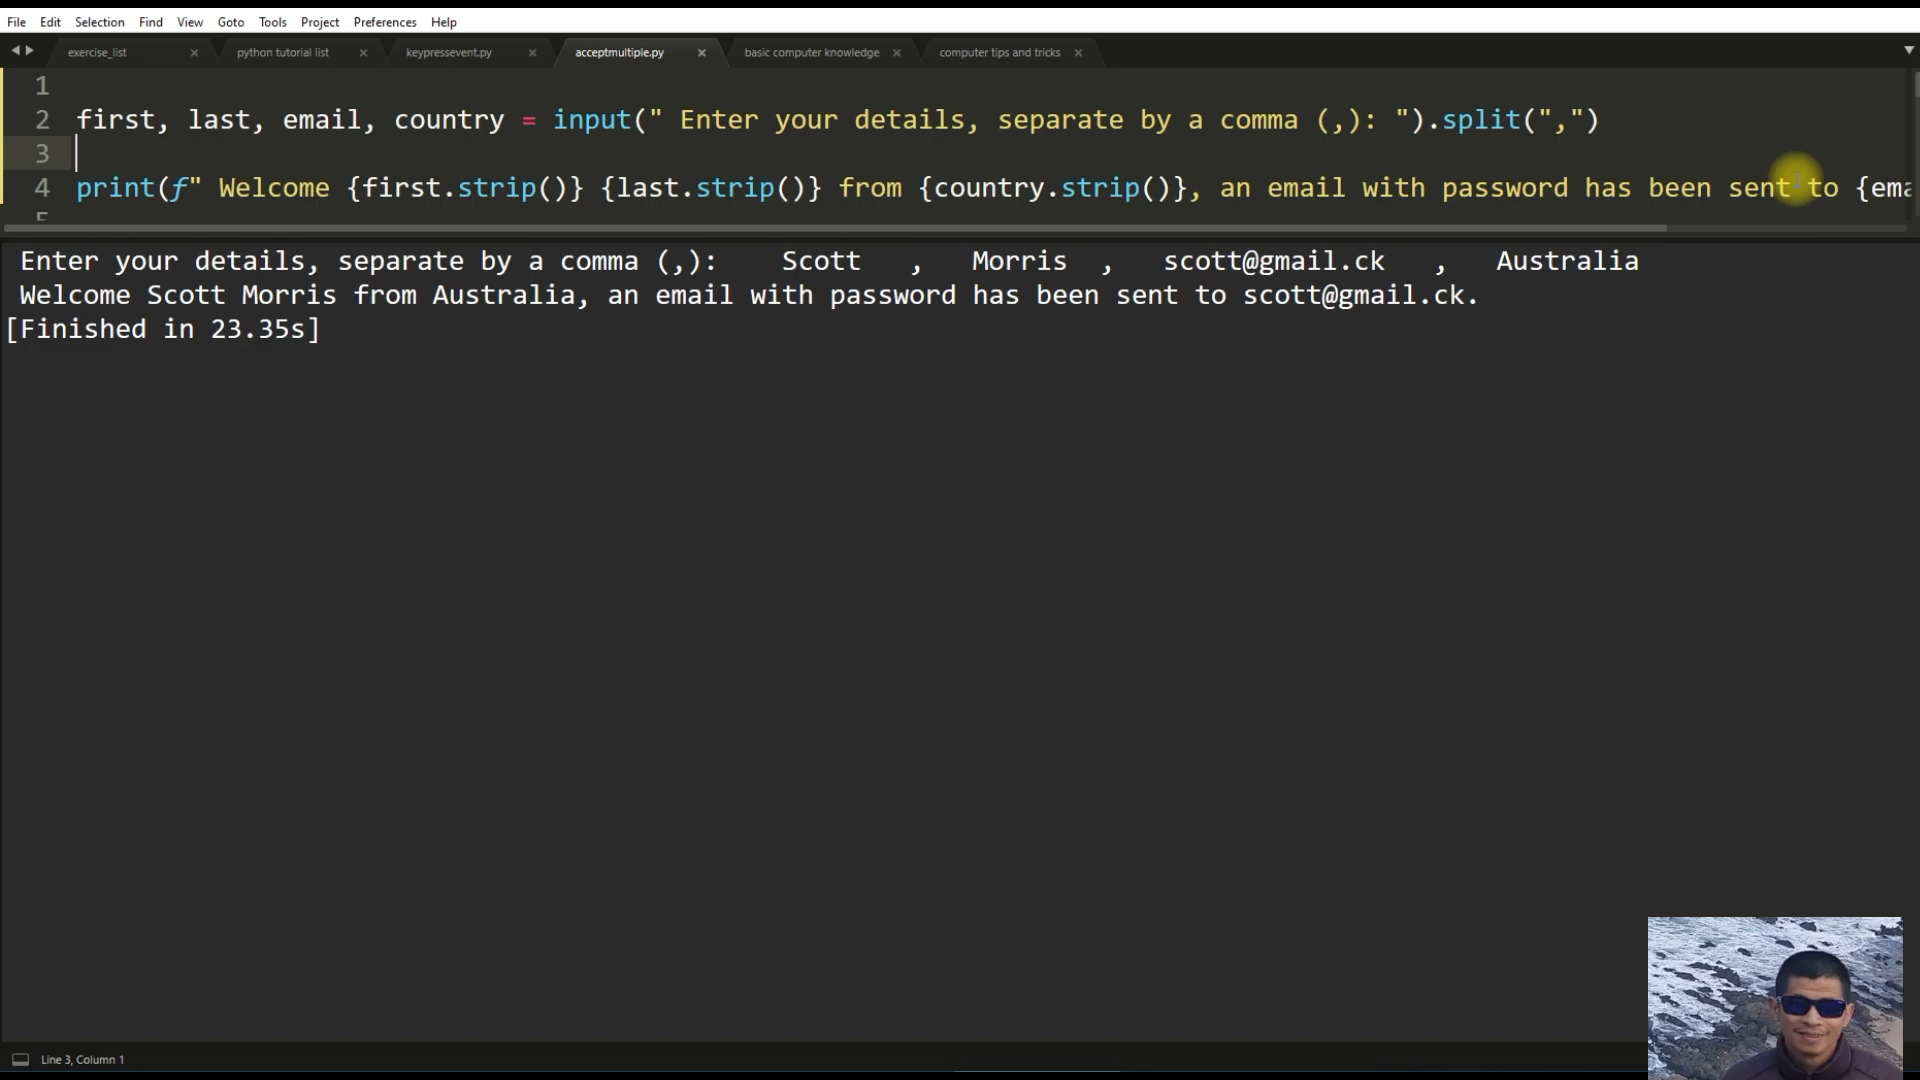 File Edit Selection Find View Goto Tools Project Preferences Help
exercise_list × python tutorial list × keypressevent.py × acceptmultiple.py × basic computer knowledge × computer tips and tricks ×
1
2 first, last, email, country = input(" Enter your details, separate by a comma (,): ").split(",")
3
4 print(f" Welcome {first.strip()} {last.strip()} from {country.strip()}, an email with password has been sent to {ema
5
Enter your details, separate by a comma (,):    Scott   ,   Morris  ,   scott@gmail.ck   ,   Australia
Welcome Scott Morris from Australia, an email with password has been sent to scott@gmail.ck.
[Finished in 23.35s]
Line 3, Column 1